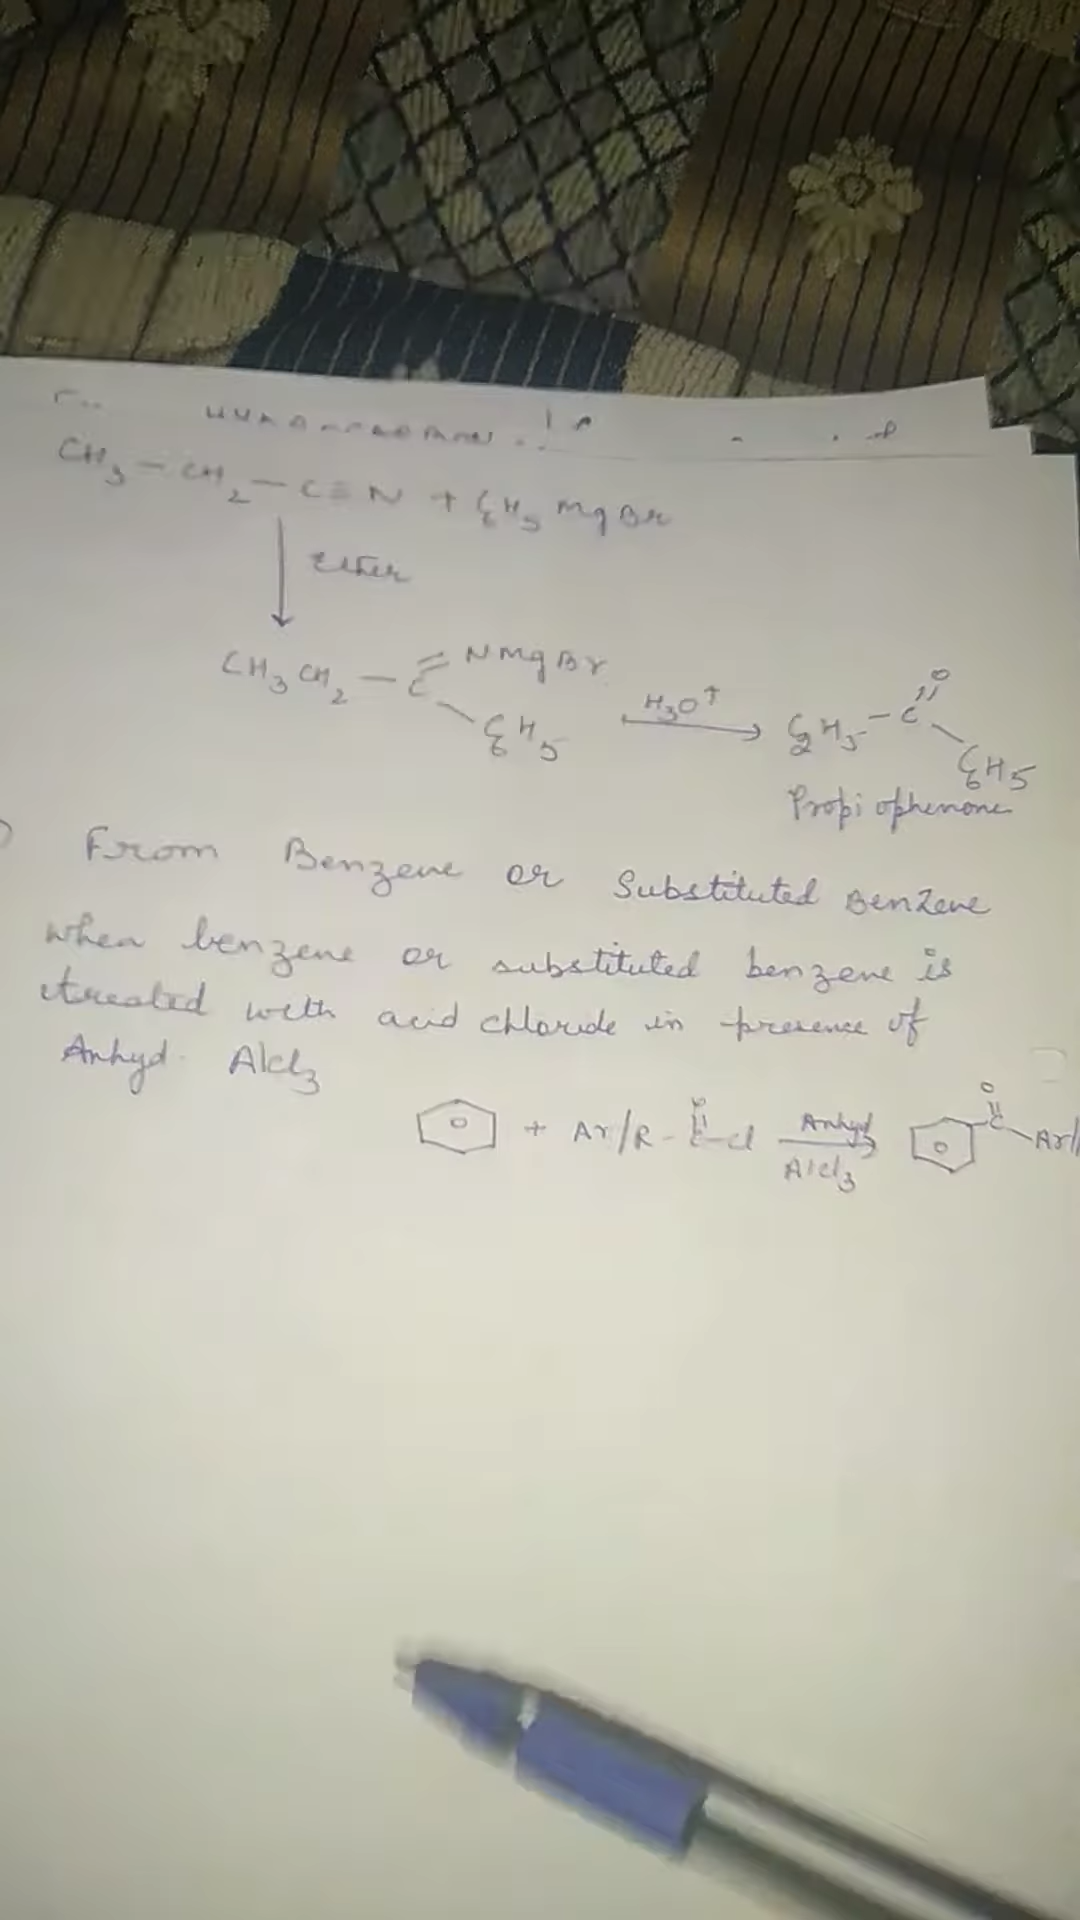 CH3 - CH2 - C≡N + C6H5 MgBr
Ether
CH3 CH2 - C = NMgBr
C6H5
H3O+
C2H5 - C = O
C6H5
Propiophenone
From Benzene or Substituted Benzene
When benzene or substituted benzene is
treated with acid chloride in presence of
Anhyd. AlCl3
+ Ar/R - C - Cl
O
Anhyd
AlCl3
O
C - Ar/